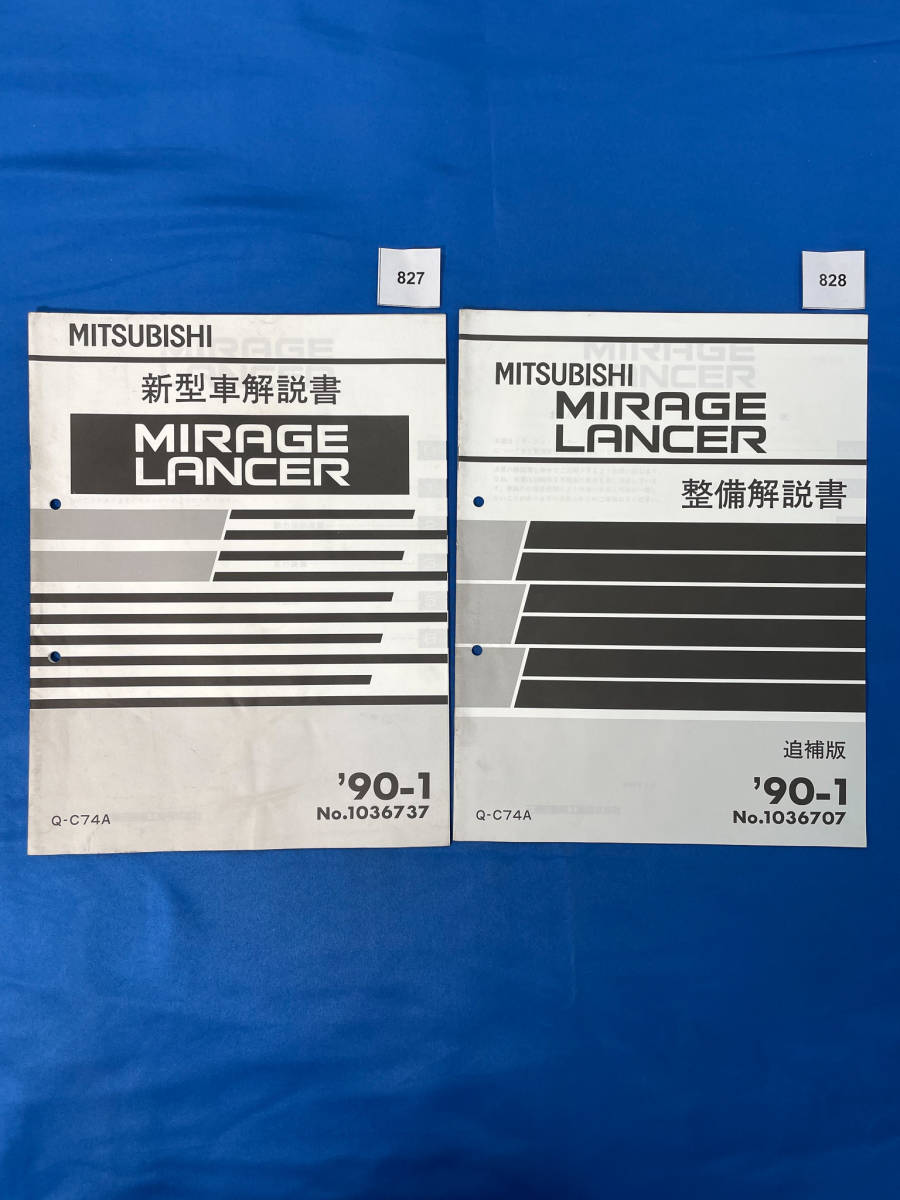 827
MITSUBISHI
新型車解説書
MIRAGE
LANCER
'90-1
No.1036737
Q-C74A
828
MITSUBISHI
MIRAGE
LANCER
整備解説書
追補版
'90-1
No.1036707
Q-C74A